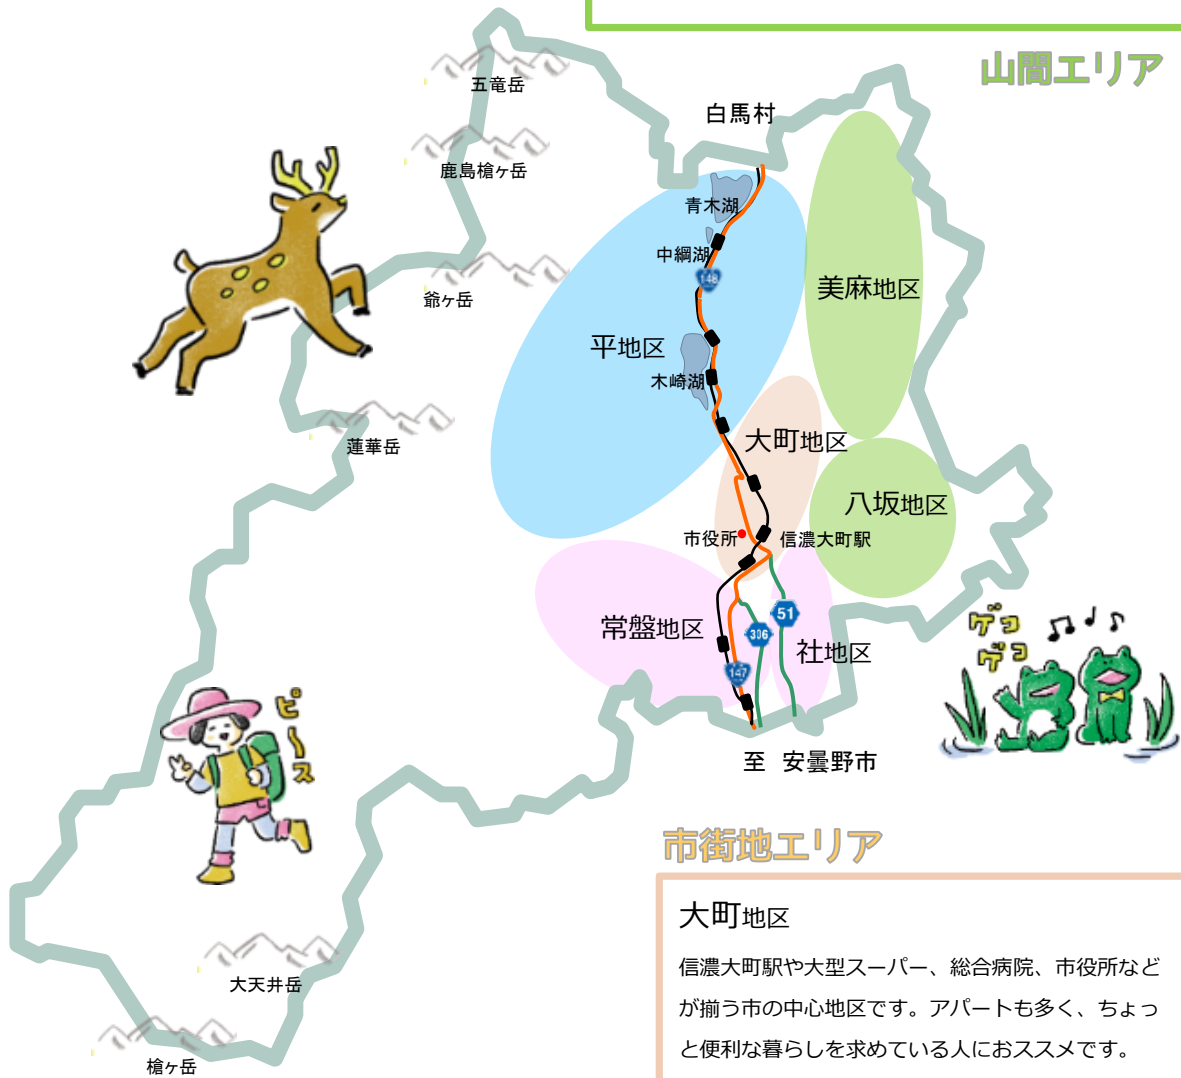 山間エリア
五竜岳
白馬村
鹿島槍ヶ岳
青木湖
中綱湖
148
美麻地区
爺ヶ岳
平地区
木崎湖
蓮華岳
大町地区
八坂地区
市役所
信濃大町駅
ゲコ
ゲコ
常盤地区
51
306
社地区
147
ピース
至 安曇野市
市街地エリア
大町地区
信濃大町駅や大型スーパー、総合病院、市役所など
が揃う市の中心地区です。アパートも多く、ちょっ
と便利な暮らしを求めている人におススメです。
大天井岳
槍ヶ岳